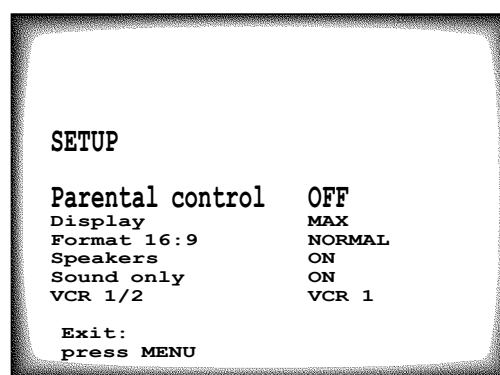 SETUP
Parental control OFF
Display MAX
Format 16:9 NORMAL
Speakers ON
Sound only ON
VCR 1/2 VCR 1
Exit:
press MENU